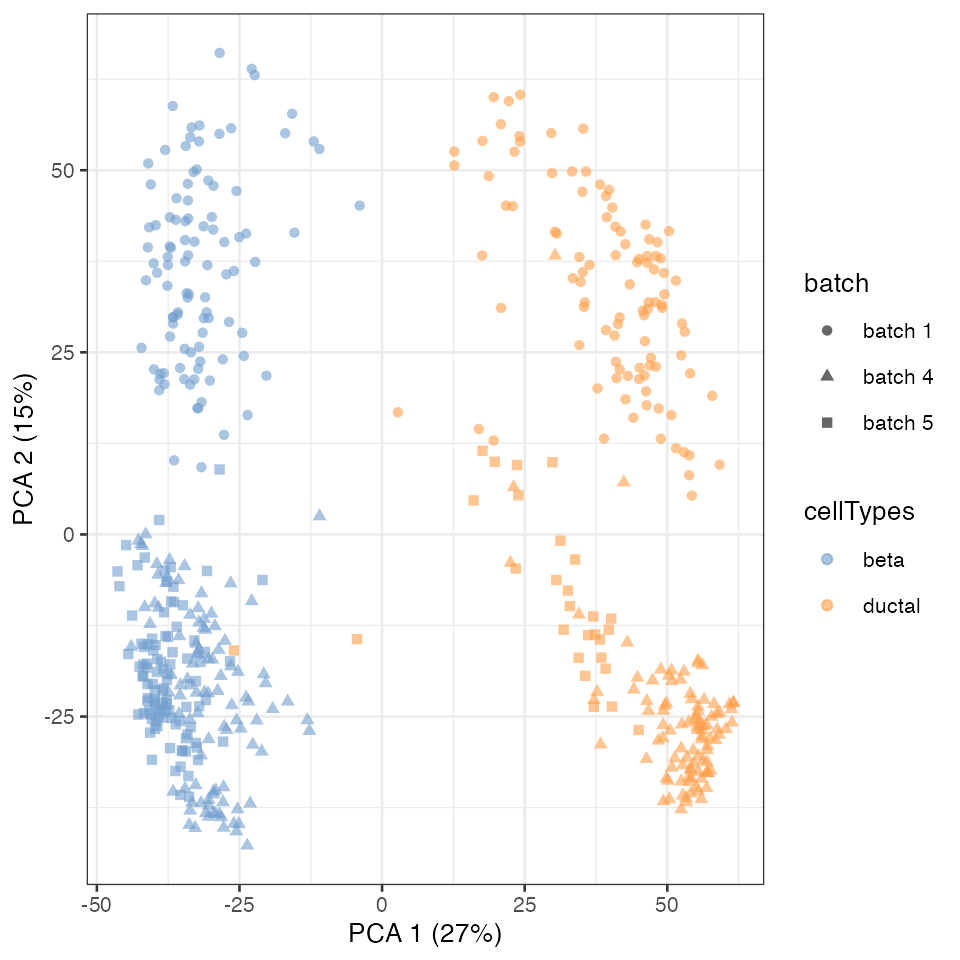 50
25
0
-25
-50
-25
0
25
50
PCA 1 (27%)
PCA 2 (15%)
batch
batch 1
batch 4
batch 5
cellTypes
beta
ductal